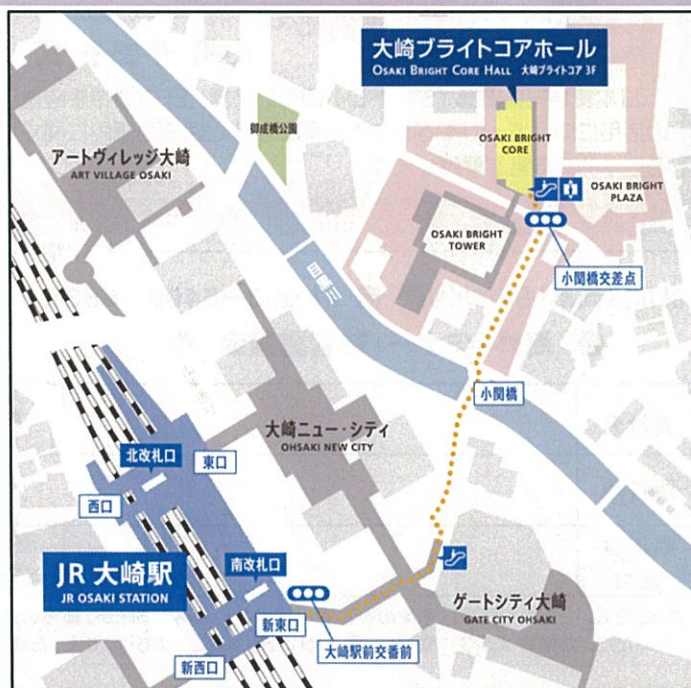 大崎ブライトコアホール
OSAKI BRIGHT CORE HALL 大崎ブライトコア 3F
御成橋公園
アートヴィレッジ大崎
ART VILLAGE OSAKI
OSAKI BRIGHT
CORE
OSAKI BRIGHT
PLAZA
OSAKI BRIGHT
TOWER
小関橋交差点
目黒川
小関橋
大崎ニュー・シティ
OHSAKI NEW CITY
北改札口
東口
西口
JR 大崎駅
JR OSAKI STATION
南改札口
新東口
大崎駅前交番前
新西口
ゲートシティ大崎
GATE CITY OHSAKI